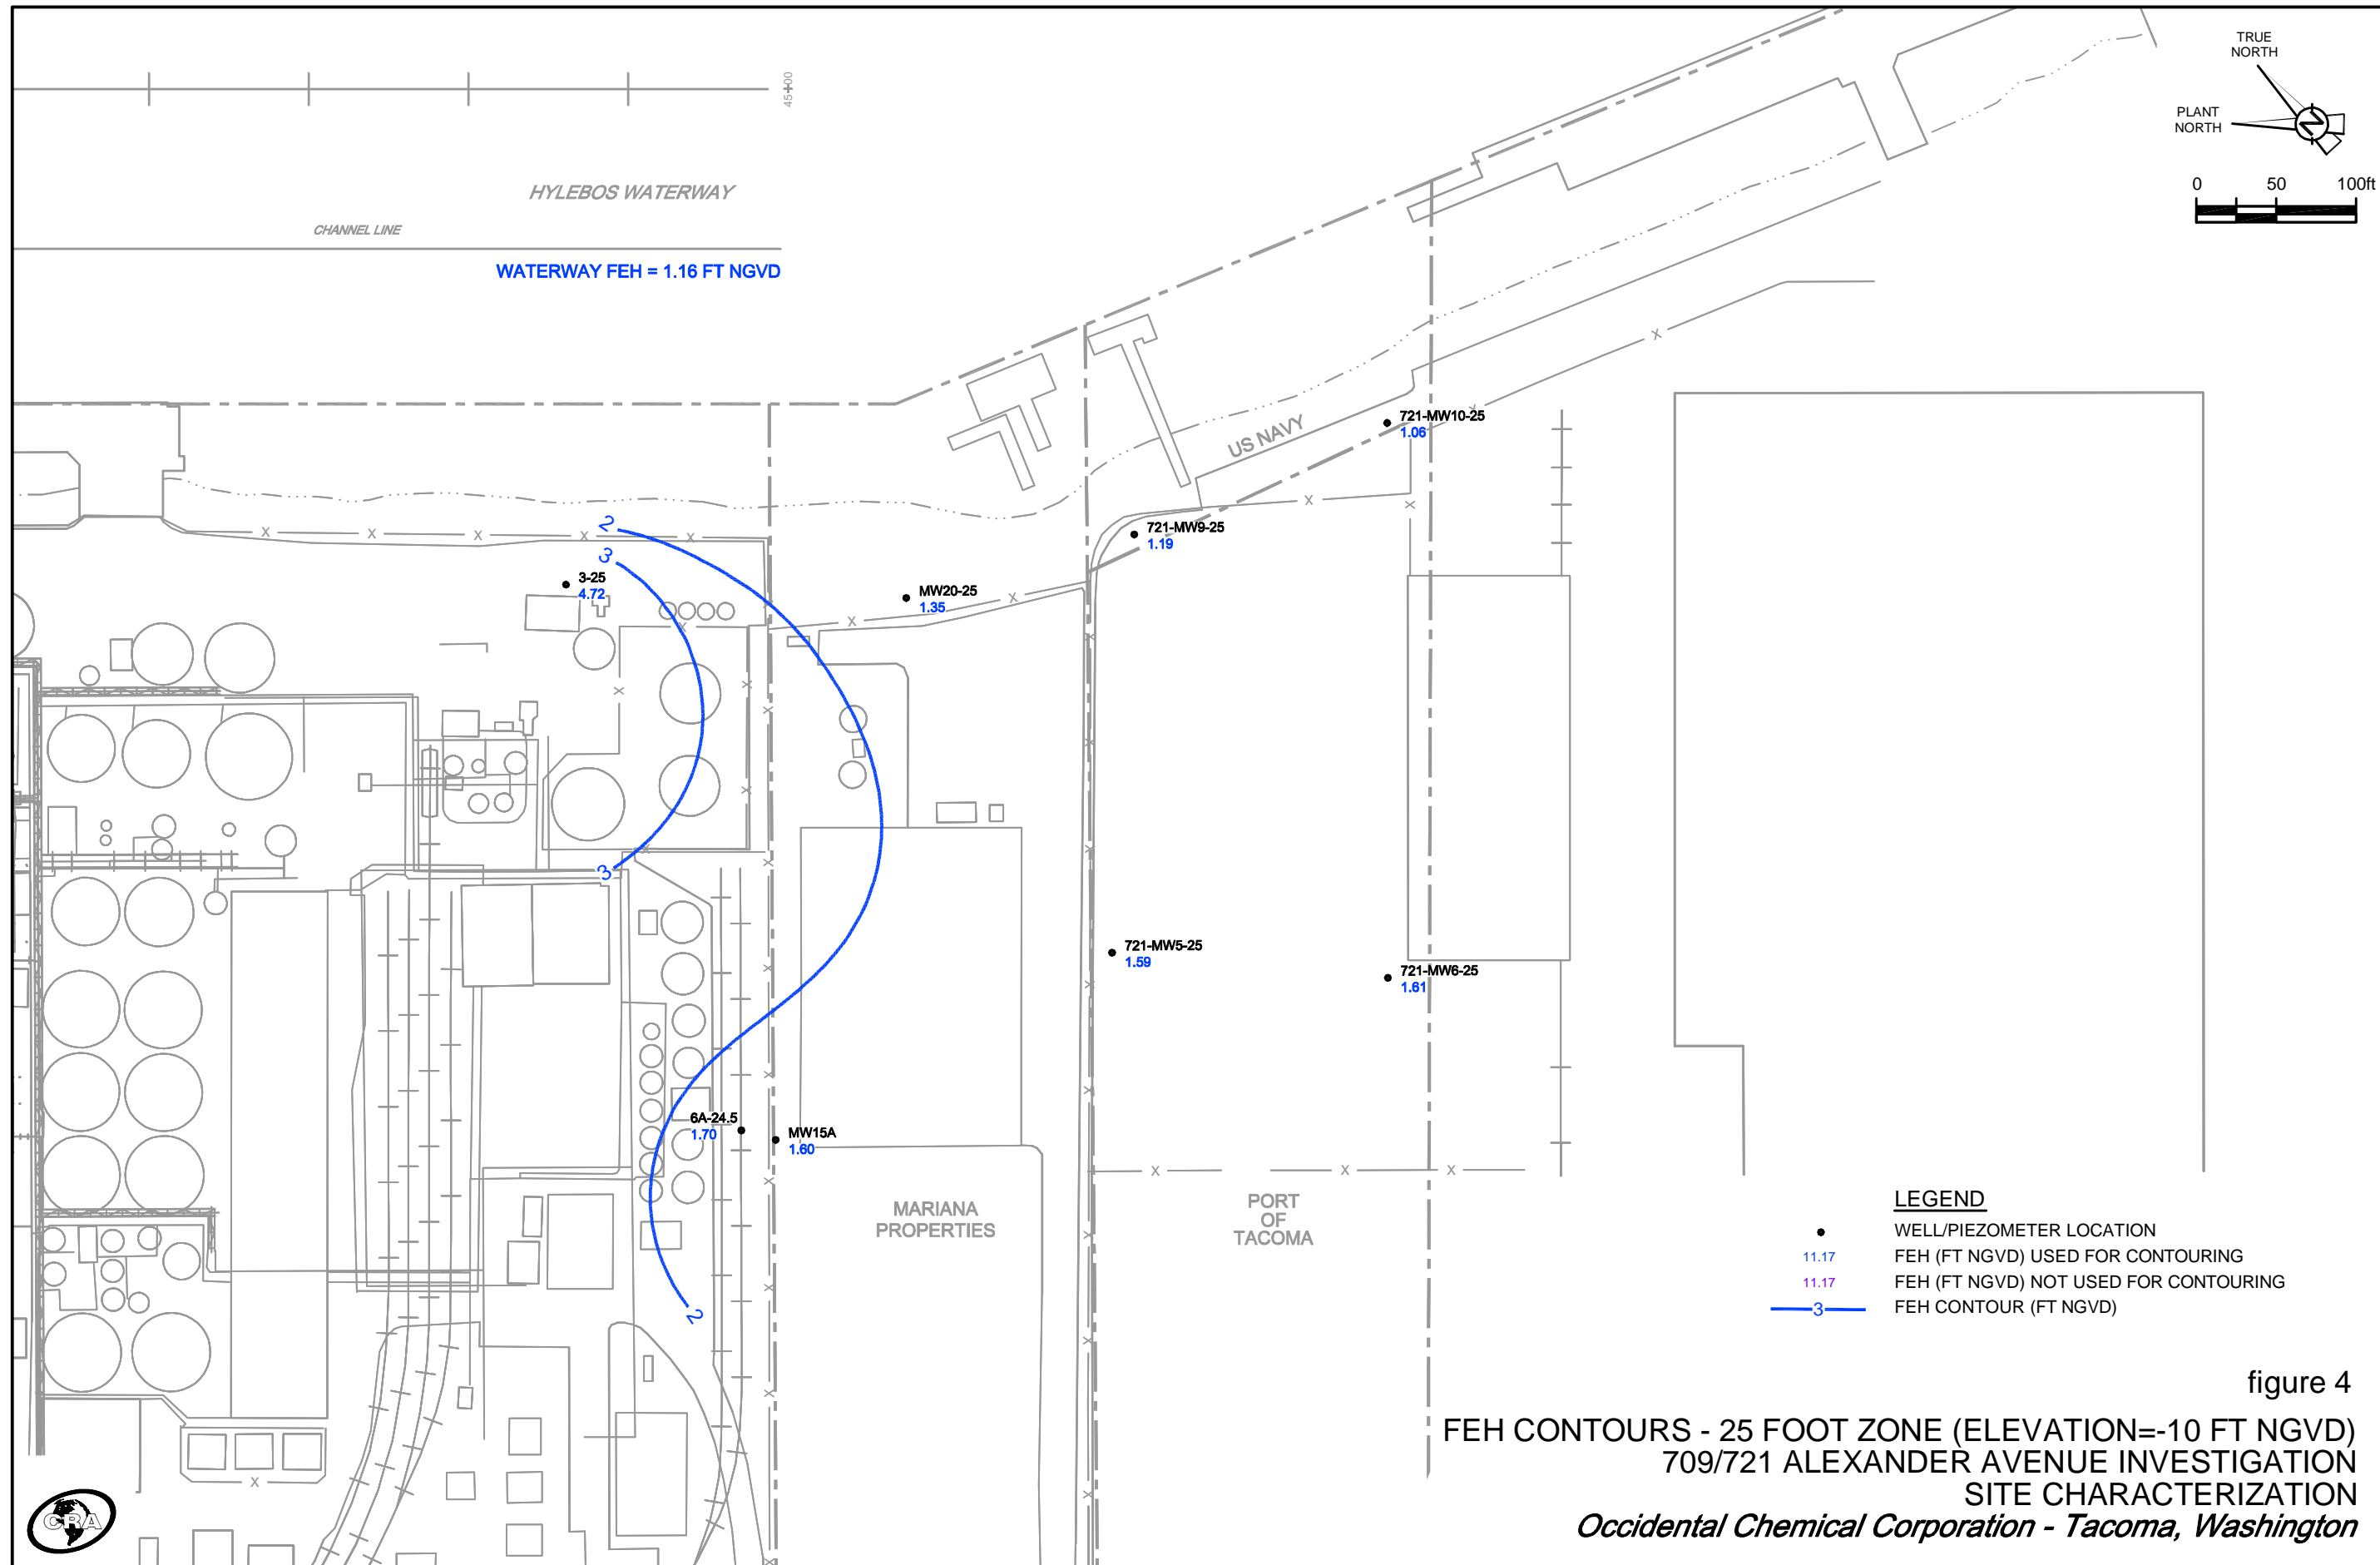 TRUE
NORTH
PLANT
NORTH
N
0 50 100ft
45+00
HYLEBOS WATERWAY
CHANNEL LINE
WATERWAY FEH = 1.16 FT NGVD
US NAVY
721-MW10-25
1.06
721-MW9-25
1.19
2
3
3-25
4.72
MW20-25
1.35
3
721-MW5-25
1.59
721-MW6-25
1.61
6A-24.5
1.70
MW15A
1.60
2
MARIANA
PROPERTIES
PORT
OF
TACOMA
LEGEND
WELL/PIEZOMETER LOCATION
11.17 FEH (FT NGVD) USED FOR CONTOURING
11.17 FEH (FT NGVD) NOT USED FOR CONTOURING
3 FEH CONTOUR (FT NGVD)
figure 4
FEH CONTOURS - 25 FOOT ZONE (ELEVATION=-10 FT NGVD)
709/721 ALEXANDER AVENUE INVESTIGATION
SITE CHARACTERIZATION
Occidental Chemical Corporation - Tacoma, Washington
CRA